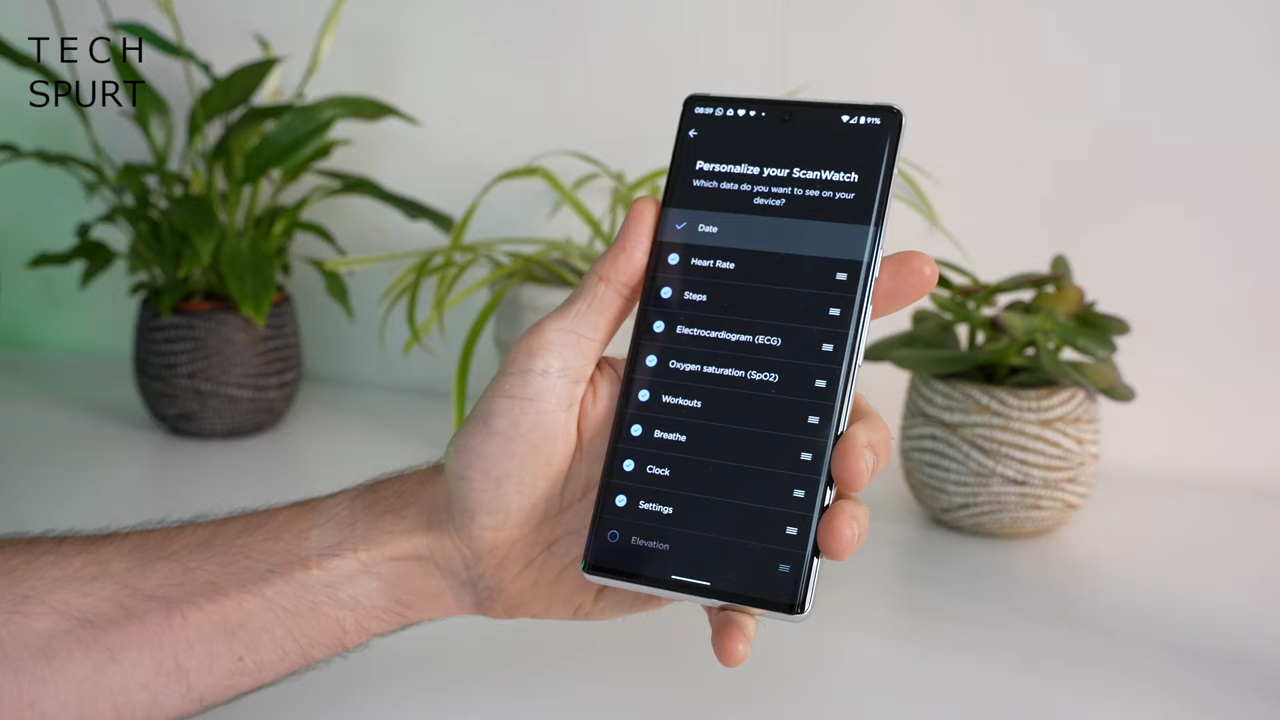 TECH
SPURT
08:59
91%
Personalize your ScanWatch
Which data do you want to see on your
device?
Date
Heart Rate
Steps
Electrocardiogram (ECG)
Oxygen saturation (SpO2)
Workouts
Breathe
Clock
Settings
Elevation